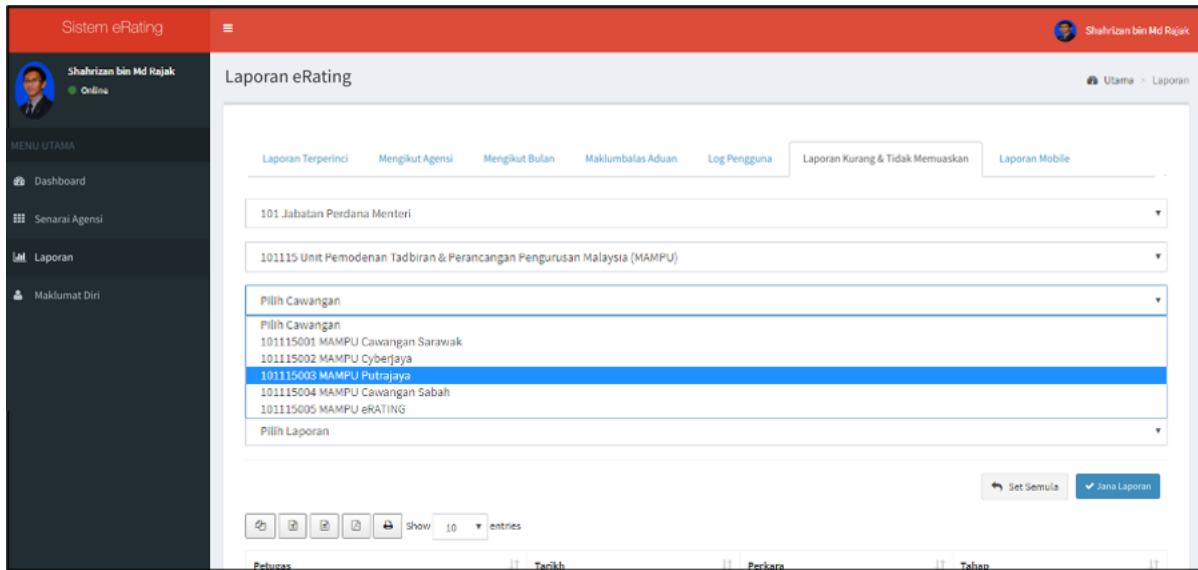 Sistem eRating
Shahrizan bin Md Rajak
Shahrizan bin Md Rajak
Online
Laporan eRating
Utama > Laporan
MENU UTAMA
Dashboard
Senarai Agensi
Laporan
Maklumat Diri
Laporan Terperinci Mengikut Agensi Mengikut Bulan Maklumbalas Aduan Log Pengguna Laporan Kurang & Tidak Memuaskan Laporan Mobile
101 Jabatan Perdana Menteri
101115 Unit Pemodenan Tadbiran & Perancangan Pengurusan Malaysia (MAMPU)
Pilih Cawangan
Pilih Cawangan
101115001 MAMPU Cawangan Sarawak
101115002 MAMPU Cyberjaya
101115003 MAMPU Putrajaya
101115004 MAMPU Cawangan Sabah
101115005 MAMPU eRATING
Pilih Laporan
Set Semula Jana Laporan
Show 10 entries
Petugas Tarikh Perkara Tahap